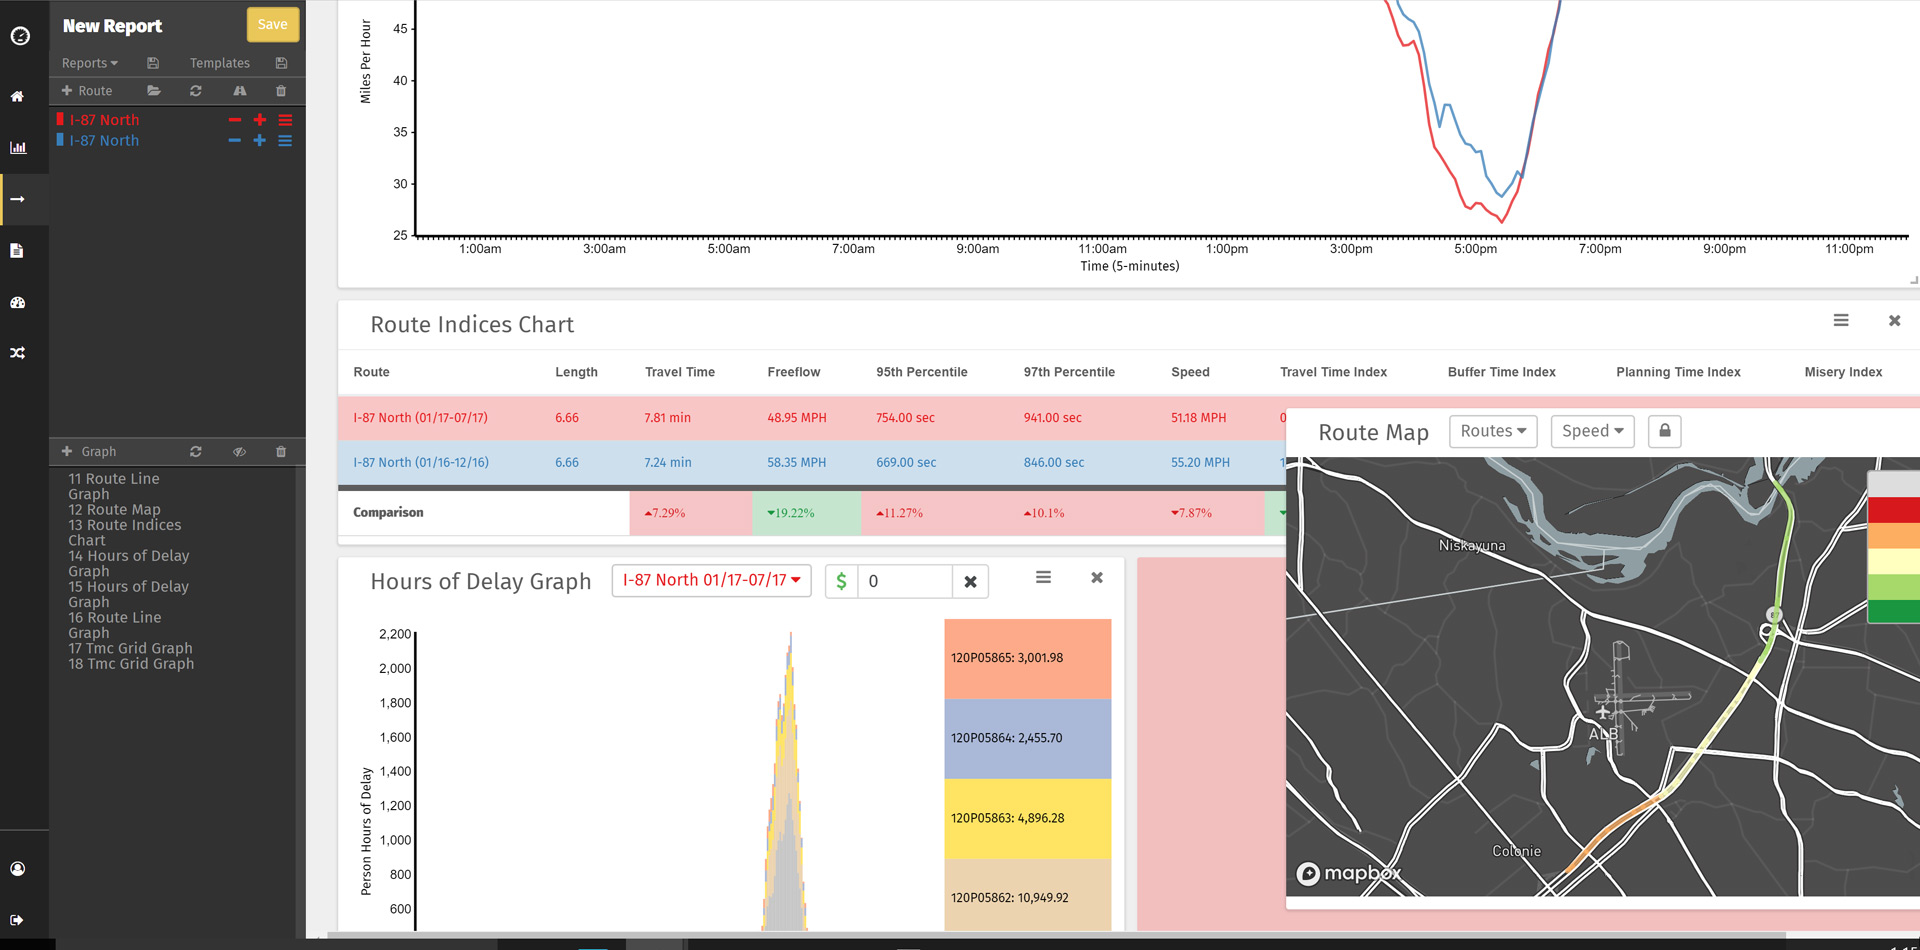 New Report
Save
Reports
Templates
Route
I-87 North
I-87 North
Graph
11 Route Line
Graph
12 Route Map
13 Route Indices
Chart
14 Hours of Delay
Graph
15 Hours of Delay
Graph
16 Route Line
Graph
17 Tmc Grid Graph
18 Tmc Grid Graph
Miles Per Hour
45
40
35
30
25
1:00am 3:00am 5:00am 7:00am 9:00am 11:00am 1:00pm 3:00pm 5:00pm 7:00pm 9:00pm 11:00pm
Time (5-minutes)
Route Indices Chart
Route Length Travel Time Freeflow 95th Percentile 97th Percentile Speed Travel Time Index Buffer Time Index Planning Time Index Misery Index
I-87 North (01/17-07/17) 6.66 7.81 min 48.95 MPH 754.00 sec 941.00 sec 51.18 MPH 0
I-87 North (01/16-12/16) 6.66 7.24 min 58.35 MPH 669.00 sec 846.00 sec 55.20 MPH 1
Comparison ▲7.29% ▼19.22% ▲11.27% ▲10.1% ▼7.87% ▼
Route Map Routes Speed
Niskayuna
ALB
Colonie
mapbox
Hours of Delay Graph I-87 North 01/17-07/17 $ 0
Person Hours of Delay
2,200
2,000
1,800
1,600
1,400
1,200
1,000
800
600
120P05865: 3,001.98
120P05864: 2,455.70
120P05863: 4,896.28
120P05862: 10,949.92